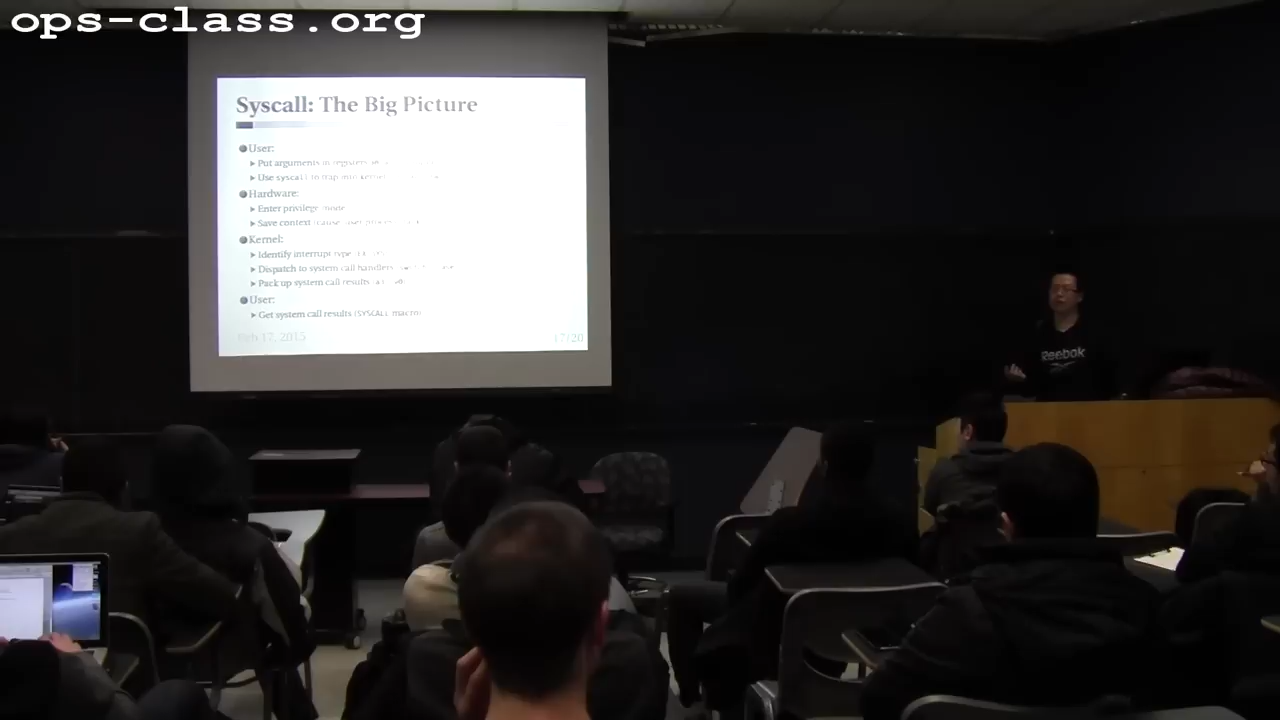 ops-class.org
Syscall: The Big Picture
User:
Put arguments in registers
Use syscall to trap into kernel
Hardware:
Enter privilege mode
Save context
Kernel:
Identify interrupt type
Dispatch to system call handlers
Pack up system call results
User:
Get system call results (SYSCALL macro)
Feb 17, 2015
17/20
Reebok